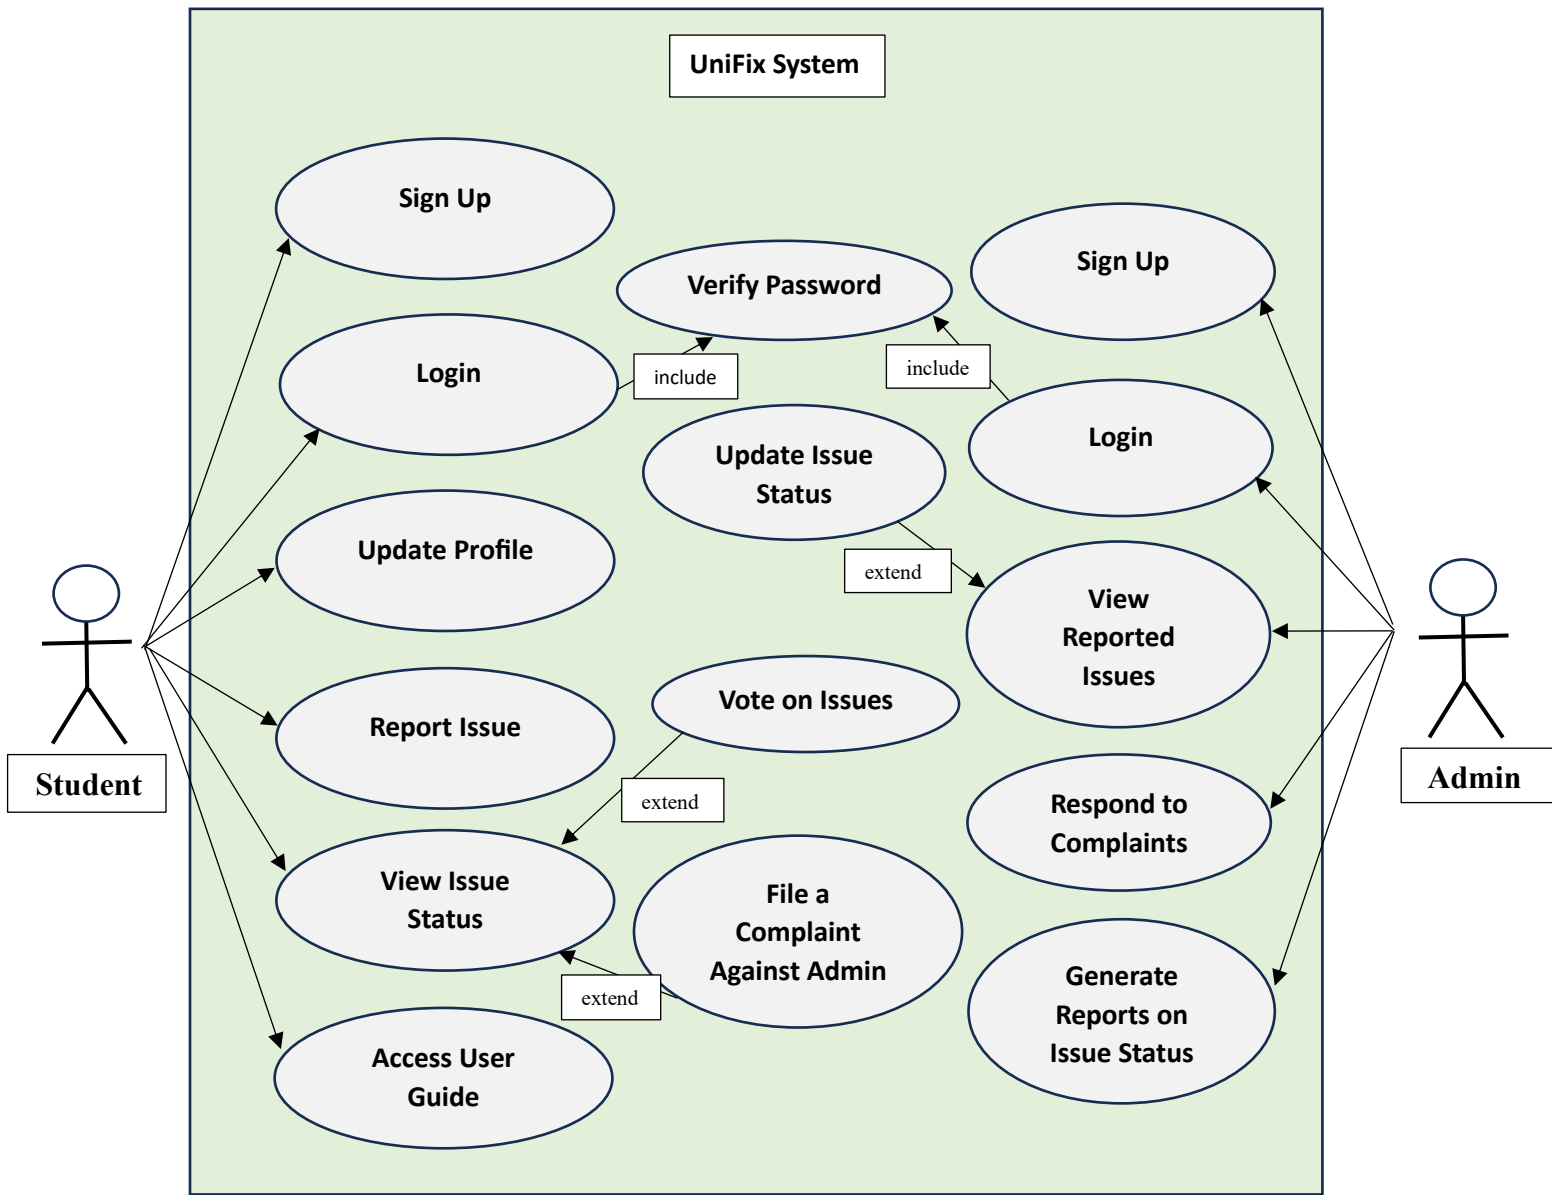 UniFix System
Sign Up
Sign Up
Verify Password
Login
include
include
Login
Update Issue
Status
Update Profile
extend
View
Reported
Issues
Vote on Issues
Report Issue
Student
Admin
extend
Respond to
Complaints
View Issue
Status
File a
Complaint
Against Admin
extend
Generate
Reports on
Issue Status
Access User
Guide